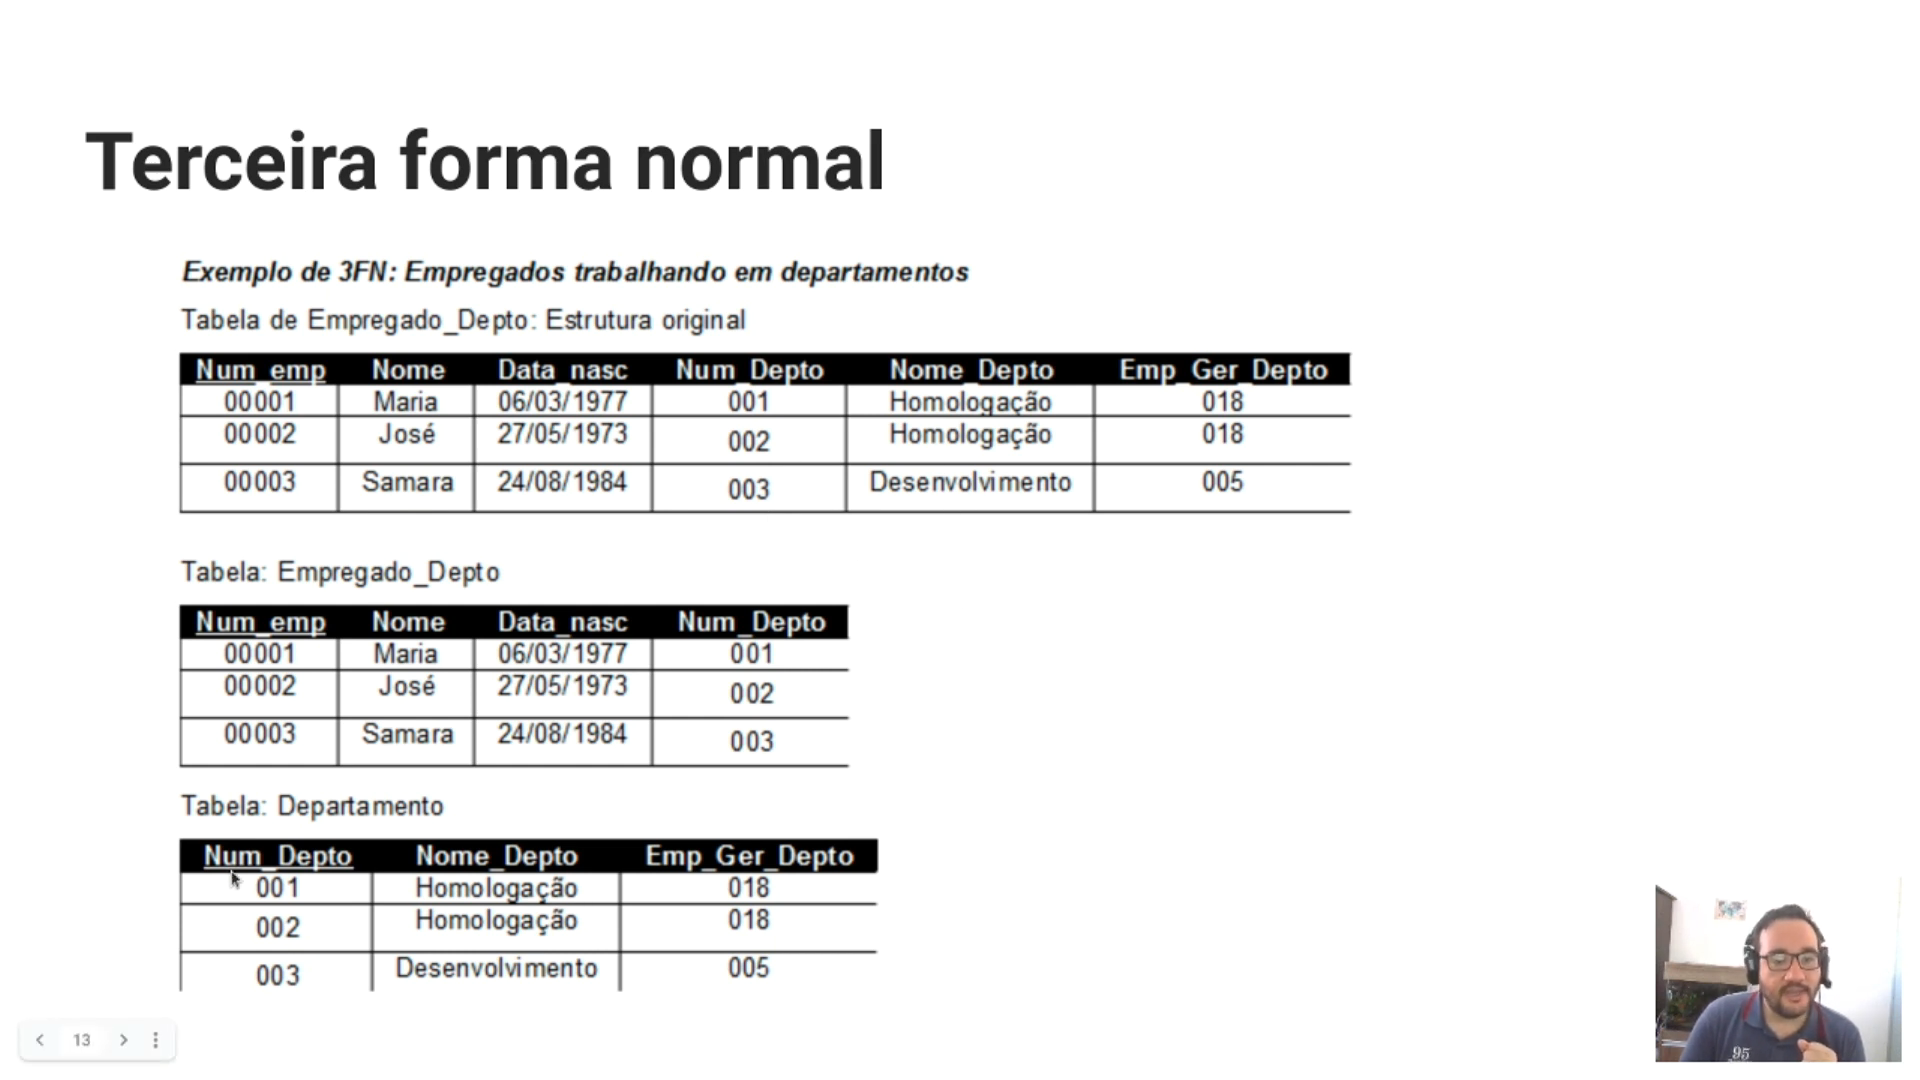 Terceira forma normal
Exemplo de 3FN: Empregados trabalhando em departamentos
Tabela de Empregado_Depto: Estrutura original
Num_emp Nome Data_nasc Num_Depto Nome_Depto Emp_Ger_Depto
00001 Maria 06/03/1977 001 Homologação 018
00002 José 27/05/1973 002 Homologação 018
00003 Samara 24/08/1984 003 Desenvolvimento 005
Tabela: Empregado_Depto
Num_emp Nome Data_nasc Num_Depto
00001 Maria 06/03/1977 001
00002 José 27/05/1973 002
00003 Samara 24/08/1984 003
Tabela: Departamento
Num_Depto Nome_Depto Emp_Ger_Depto
001 Homologação 018
002 Homologação 018
003 Desenvolvimento 005
13
95